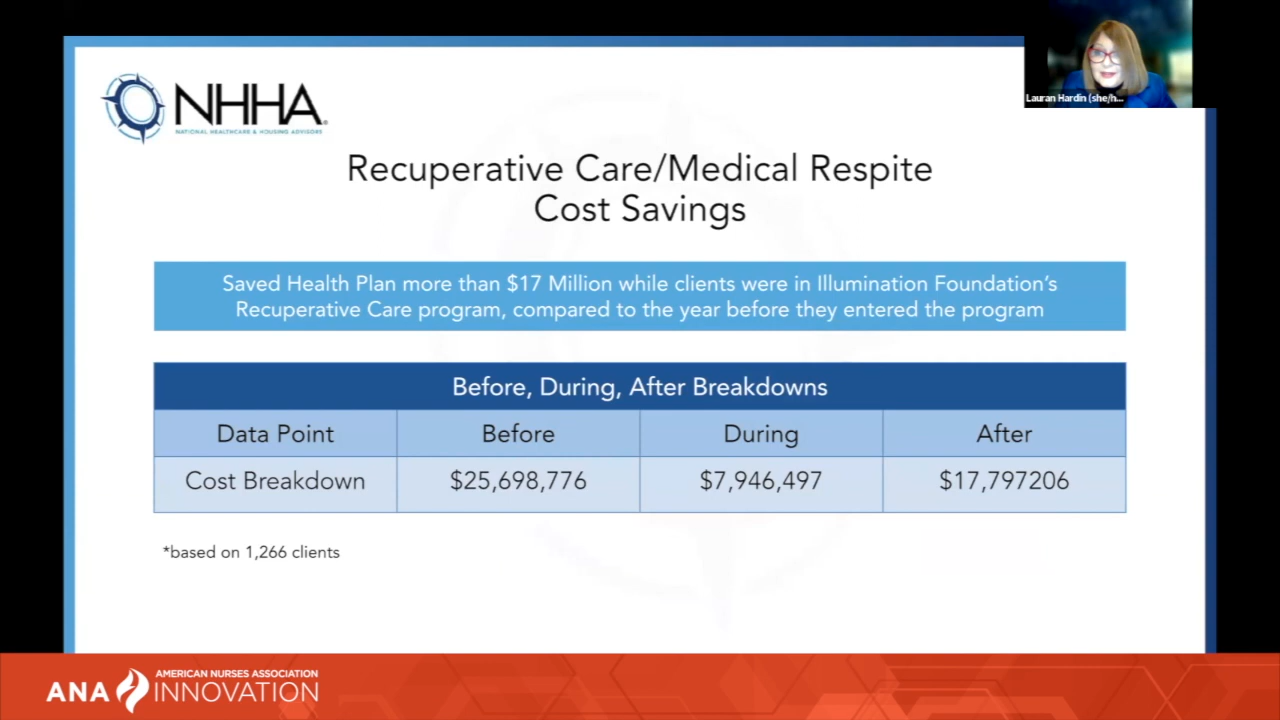 Lauran Hardin (she/h...
NHHA
NATIONAL HEALTHCARE & HOUSING ADVISORS
Recuperative Care/Medical Respite
Cost Savings
Saved Health Plan more than $17 Million while clients were in Illumination Foundation's
Recuperative Care program, compared to the year before they entered the program
Before, During, After Breakdowns
Data Point Before During After
Cost Breakdown $25,698,776 $7,946,497 $17,797206
*based on 1,266 clients
ANA AMERICAN NURSES ASSOCIATION
INNOVATION